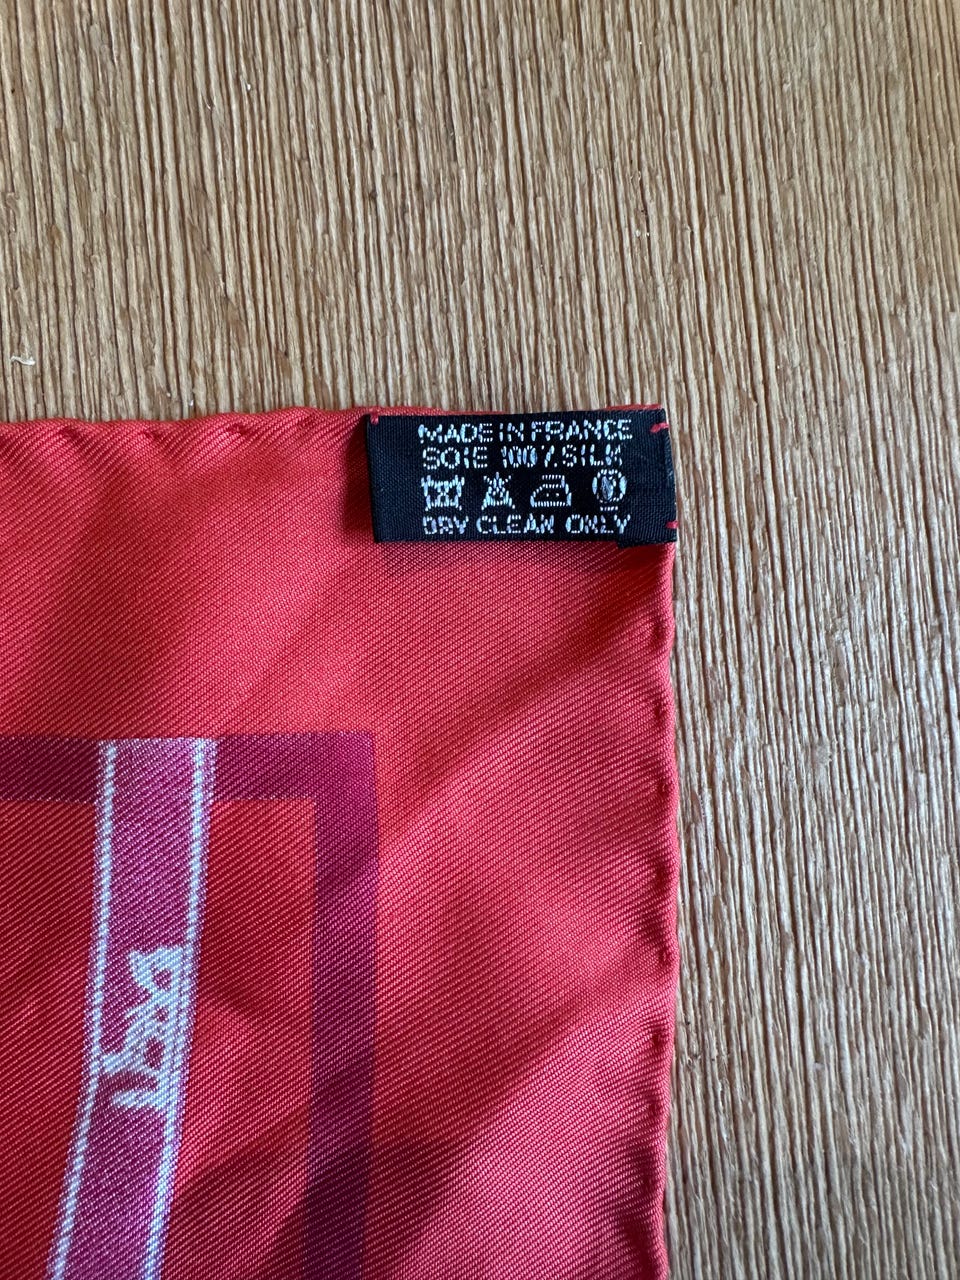 MADE IN FRANCE
SOIE 100% SILK
DRY CLEAN ONLY